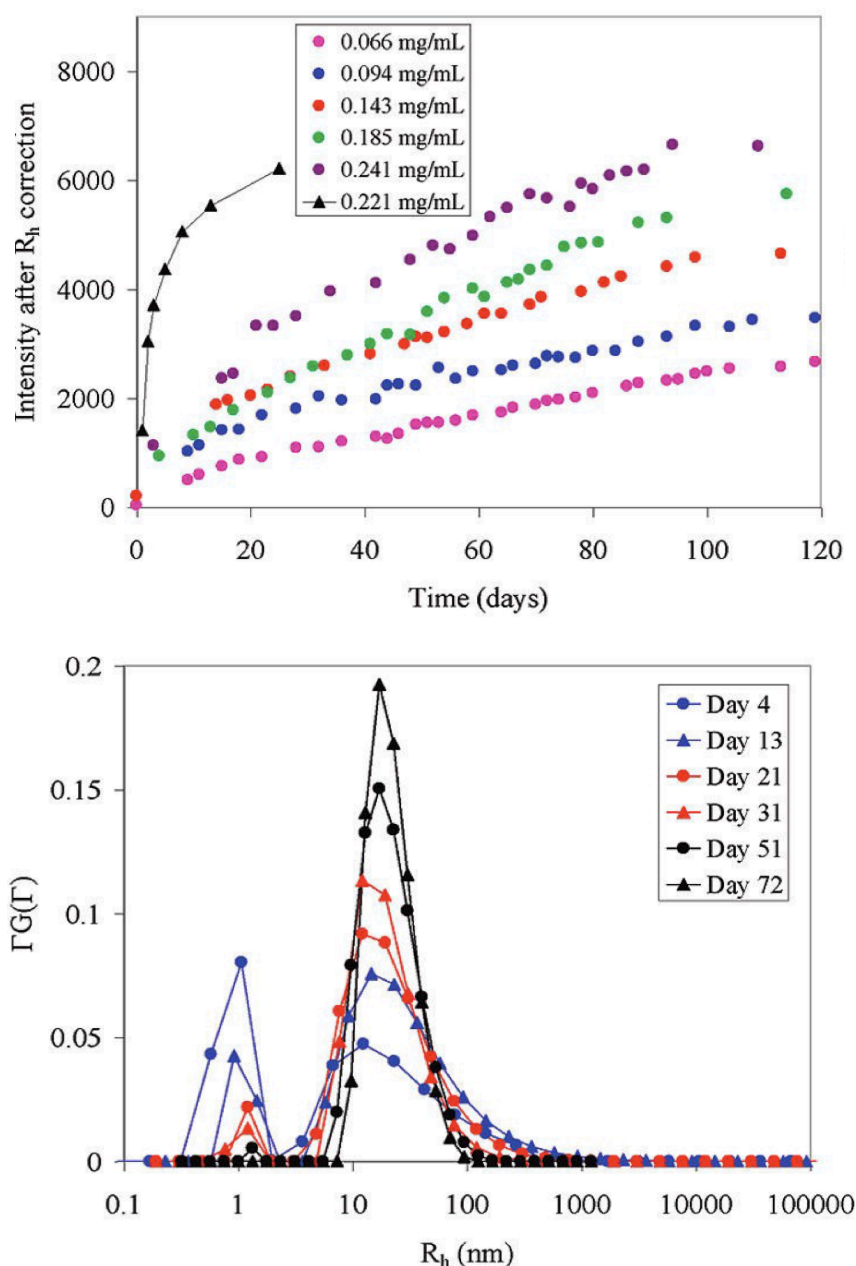 0.066 mg/mL
0.094 mg/mL
0.143 mg/mL
0.185 mg/mL
0.241 mg/mL
0.221 mg/mL
8000
6000
4000
2000
0
Intensity after Rₕ correction
0 20 40 60 80 100 120
Time (days)
0.2
0.15
0.1
0.05
0
ΓG(Γ)
Day 4
Day 13
Day 21
Day 31
Day 51
Day 72
0.1 1 10 100 1000 10000 100000
Rₕ (nm)